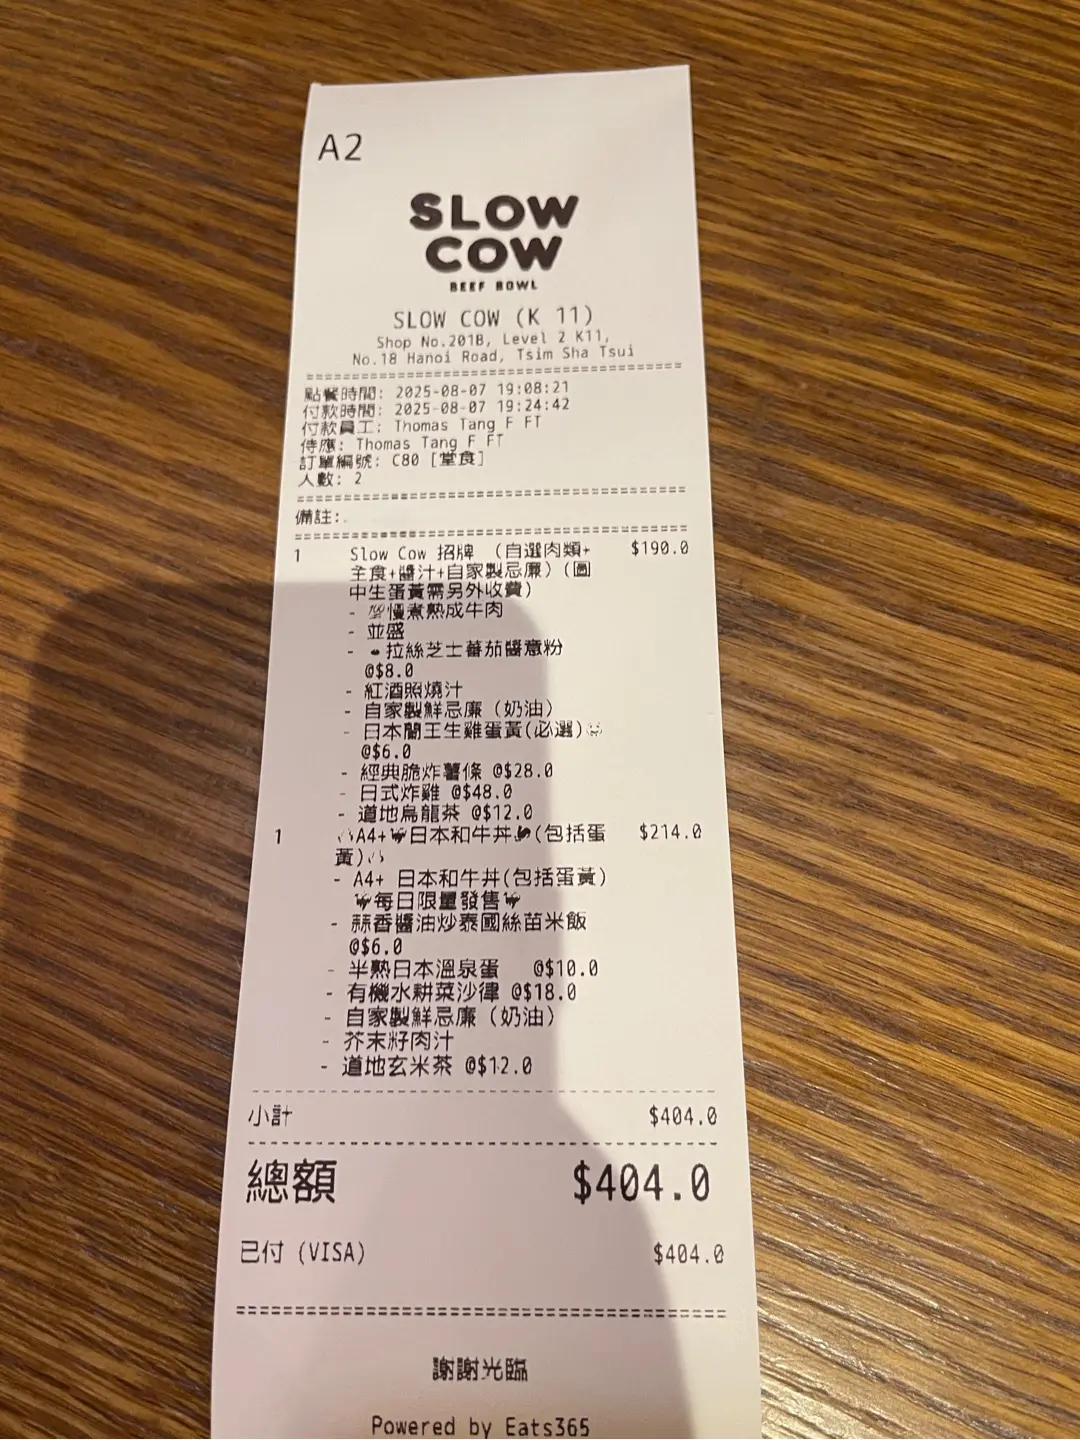 A2
SLOW
COW
BEEF BOWL
SLOW COW (K 11)
Shop No.201B, Level 2 K11,
No.18 Hanoi Road, Tsim Sha Tsui
點餐時間: 2025-08-07 19:08:21
付款時間: 2025-08-07 19:24:42
付款員工: Thomas Tang F FT
侍應: Thomas Tang F FT
訂單編號: C80 [堂食]
人數: 2
備註:.
1 Slow Cow 招牌 (自選肉類+ $190.0
全食+醬汁+自家製忌廉) (圖
中生蛋黃需另外收費)
- 慢煮熟成牛肉
- 並盛
- 拉絲芝士蕃茄醬意粉
@$8.0
- 紅酒照燒汁
- 自家製鮮忌廉 (奶油)
- 日本蘭王生雞蛋黃(必選)
@$6.0
- 經典脆炸薯條 @$28.0
- 日式炸雞 @$48.0
- 道地烏龍茶 @$12.0
1 A4+日本和牛丼(包括蛋 $214.0
黃)
- A4+ 日本和牛丼(包括蛋黃)
每日限量發售
- 蒜香醬油炒泰國絲苗米飯
@$6.0
- 半熟日本溫泉蛋 @$10.0
- 有機水耕菜沙律 @$18.0
- 自家製鮮忌廉 (奶油)
- 芥末籽肉汁
- 道地玄米茶 @$12.0
小計 $404.0
總額 $404.0
已付 (VISA) $404.0
謝謝光臨
Powered by Eats365